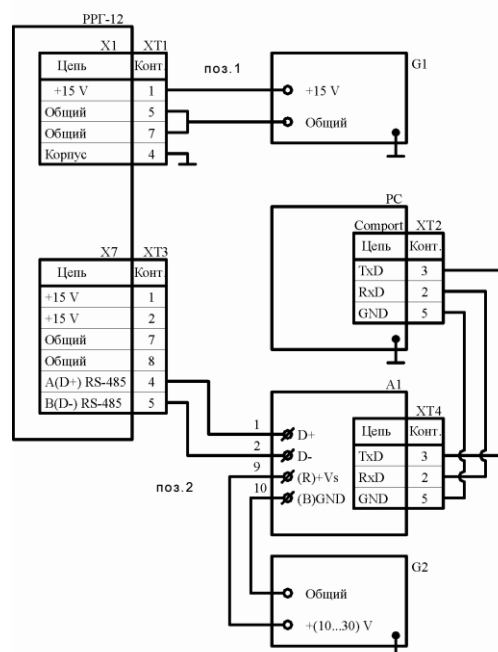 РРГ-12
X1 XT1
Цепь Конт.
+15 V 1
Общий 5
Общий 7
Корпус 4
поз.1
G1
+15 V
Общий
PC
Comport XT2
Цепь Конт.
TxD 3
RxD 2
GND 5
X7 XT3
Цепь Конт.
+15 V 1
+15 V 2
Общий 7
Общий 8
A(D+) RS-485 4
B(D-) RS-485 5
поз.2
A1
1 D+
2 D-
9 (R)+Vs
10 (B)GND
XT4
Цепь Конт.
TxD 3
RxD 2
GND 5
G2
Общий
+(10...30) V